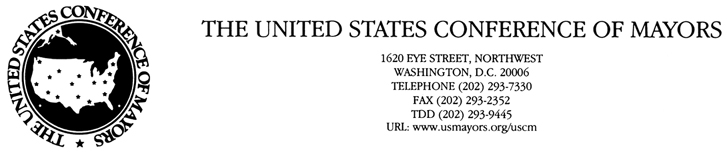 THE UNITED STATES CONFERENCE OF MAYORS
THE UNITED STATES CONFERENCE OF MAYORS
1620 EYE STREET, NORTHWEST
WASHINGTON, D.C. 20006
TELEPHONE (202) 293-7330
FAX (202) 293-2352
TDD (202) 293-9445
URL: www.usmayors.org/uscm